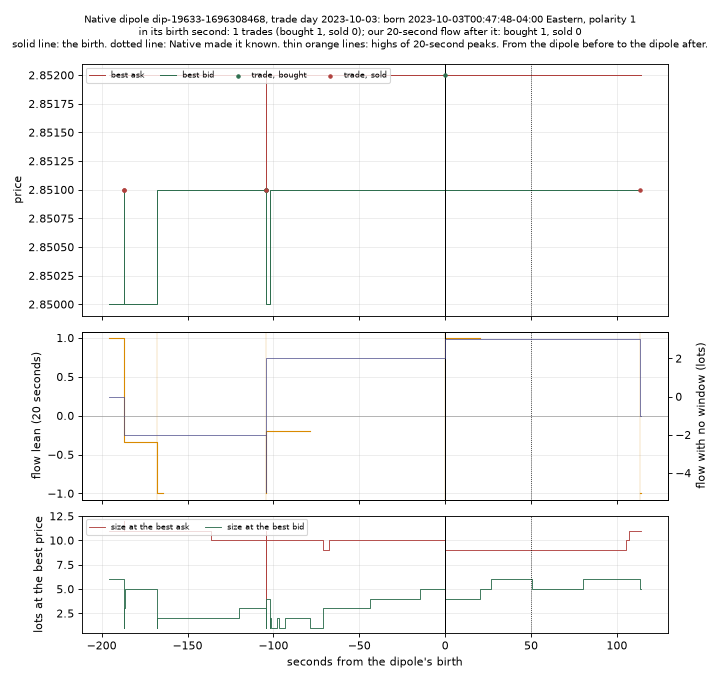 Native dipole dip-19633-1696308468, trade day 2023-10-03: born 2023-10-03T00:47:48-04:00 Eastern, polarity 1
in its birth second: 1 trades (bought 1, sold 0); our 20-second flow after it: bought 1, sold 0
solid line: the birth. dotted line: Native made it known. thin orange lines: highs of 20-second peaks. From the dipole before to the dipole after.
best ask
best bid
trade, bought
trade, sold
2.85200
2.85175
2.85150
2.85125
2.85100
2.85075
2.85050
2.85025
2.85000
price
1.0
0.5
0.0
−0.5
−1.0
flow lean (20 seconds)
2
0
−2
−4
flow with no window (lots)
size at the best ask
size at the best bid
12.5
10.0
7.5
5.0
2.5
lots at the best price
−200
−150
−100
−50
0
50
100
seconds from the dipole's birth